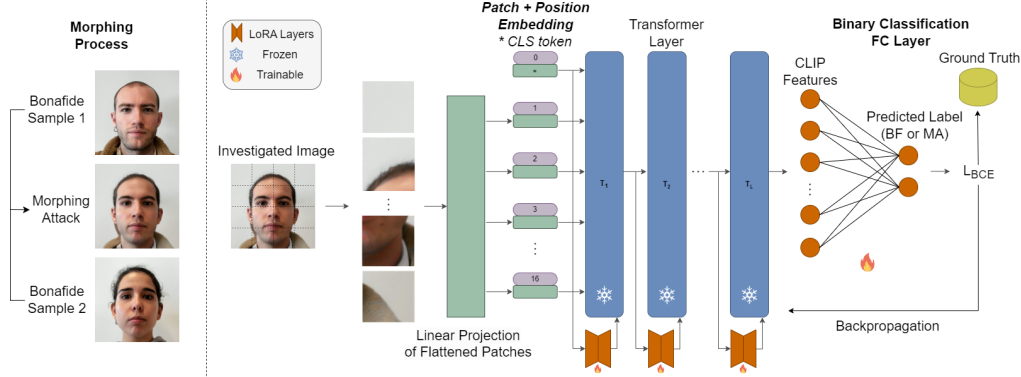 Morphing
Process
Bonafide
Sample 1
Morphing
Attack
Bonafide
Sample 2
LoRA Layers
Frozen
Trainable
Investigated Image
Linear Projection
of Flattened Patches
Patch + Position
Embedding
* CLS token
0
*
1
2
3
16
Transformer
Layer
T₁
T₂
T
Binary Classification
FC Layer
CLIP
Features
Predicted Label
(BF or MA)
Ground Truth
L_BCE
Backpropagation